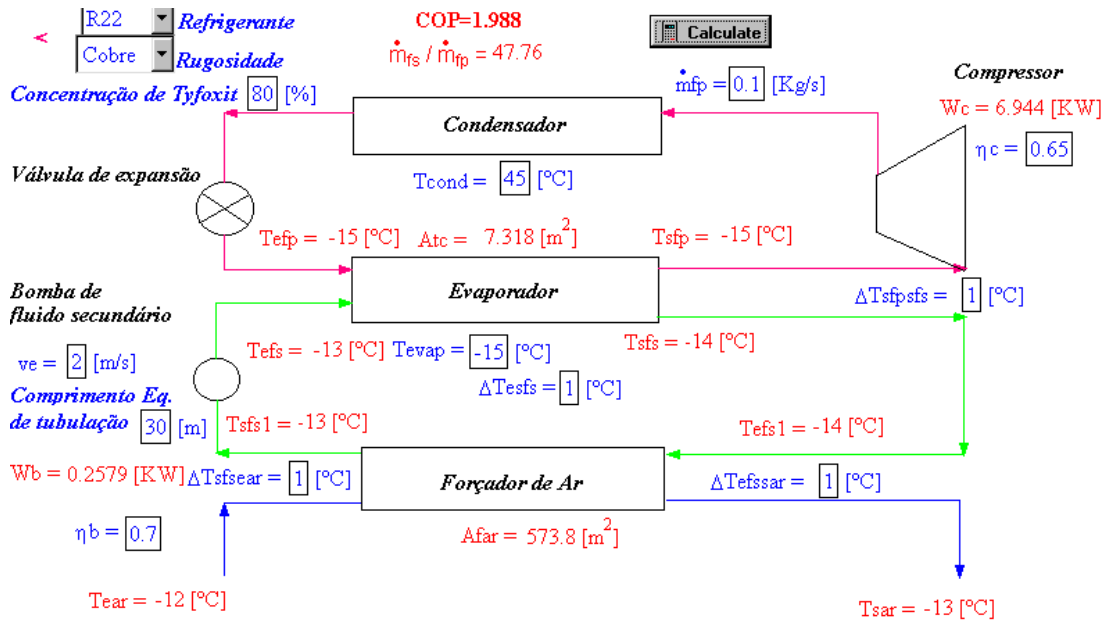 R22 Refrigerante
COP=1.988
Calculate
Cobre Rugosidade
ṁfs / ṁfp = 47.76
Concentração de Tyfoxit 80 [%]
ṁfp = 0.1 [Kg/s]
Compressor
Wc = 6.944 [KW]
ηc = 0.65
Condensador
Tcond = 45 [ºC]
Válvula de expansão
Tefp = -15 [ºC]
Atc = 7.318 [m²]
Tsfp = -15 [ºC]
Evaporador
ΔTsfpsfs = 1 [ºC]
Bomba de
fluido secundário
Tefs = -13 [ºC]
Tevap = -15 [ºC]
Tsfs = -14 [ºC]
ve = 2 [m/s]
ΔTesfs = 1 [ºC]
Comprimento Eq.
de tubulação 30 [m]
Tsfs1 = -13 [ºC]
Tefs1 = -14 [ºC]
Wb = 0.2579 [KW]
ΔTsfsear = 1 [ºC]
Forçador de Ar
ΔTefssar = 1 [ºC]
ηb = 0.7
Afar = 573.8 [m²]
Tear = -12 [ºC]
Tsar = -13 [ºC]